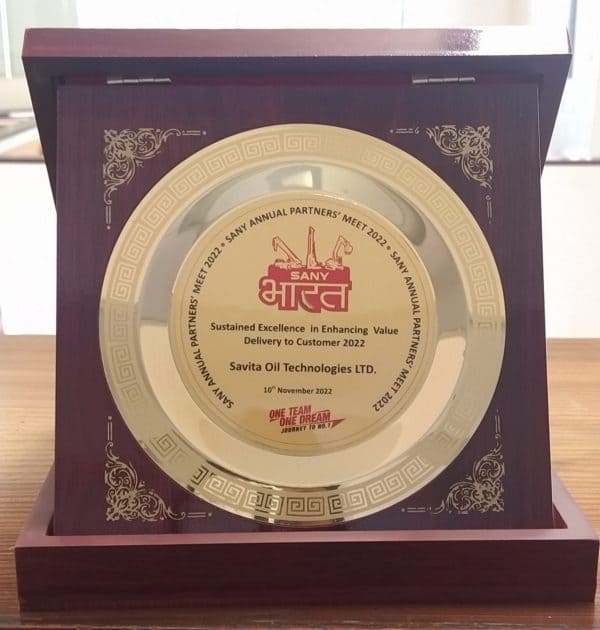 SANY ANNUAL PARTNERS' MEET 2022 * SANY ANNUAL PARTNERS' MEET 2022 * SANY ANNUAL PARTNERS' MEET 2022
SANY
भारत
Sustained Excellence in Enhancing Value
Delivery to Customer 2022
Savita Oil Technologies LTD.
10th November 2022
ONE TEAM
ONE DREAM
JOURNEY TO NO.1